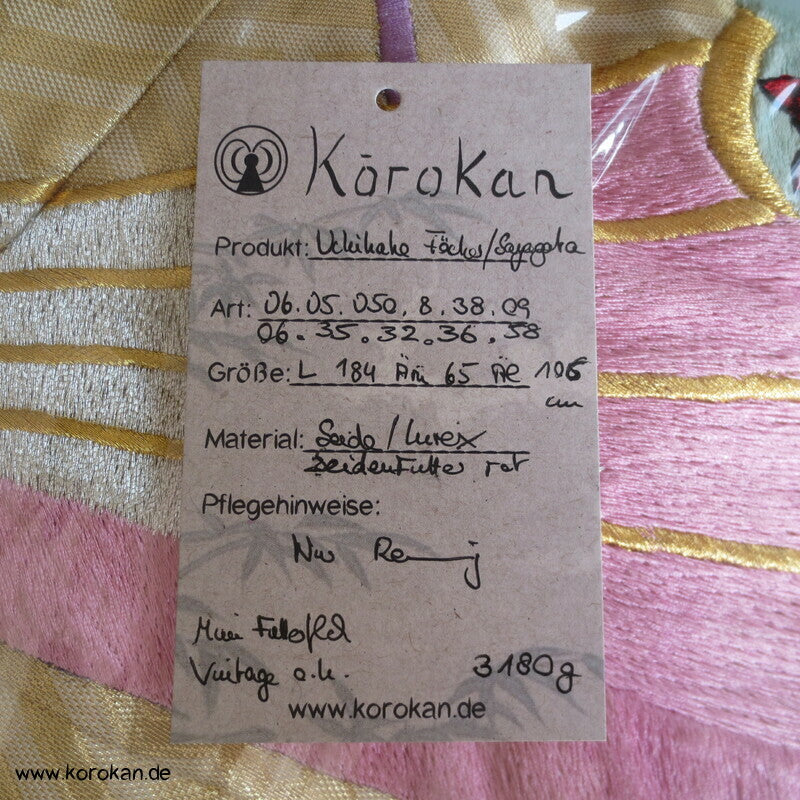 Kōrokan
Produkt: Uchikake Fächer/Sayagata
Art: 06.05.050.8.38.09
06.35.32.36.58
Größe: L 184 Äm 65 ÄR 106
cm
Material: Seide/Lurex
Seidenfutter rot
Pflegehinweise:
Nur
Mini
Vintage o.k. 3180g
www.korokan.de
www.korokan.de